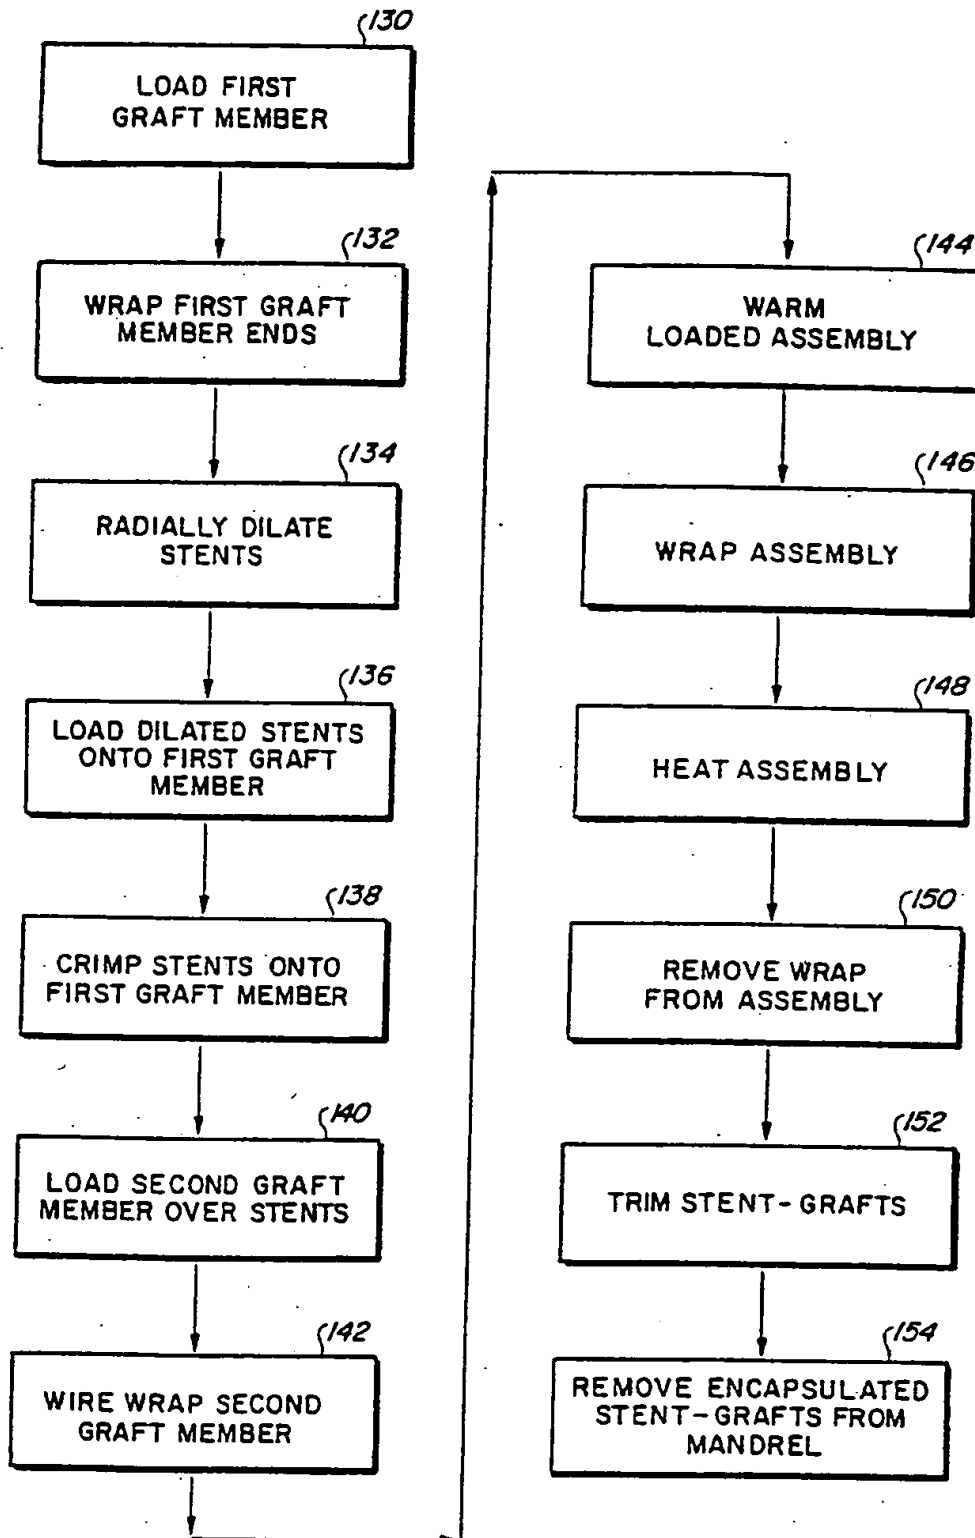 130
LOAD FIRST
GRAFT MEMBER
132
WRAP FIRST GRAFT
MEMBER ENDS
134
RADIALLY DILATE
STENTS
136
LOAD DILATED STENTS
ONTO FIRST GRAFT
MEMBER
138
CRIMP STENTS ONTO
FIRST GRAFT MEMBER
140
LOAD SECOND GRAFT
MEMBER OVER STENTS
142
WIRE WRAP SECOND
GRAFT MEMBER
144
WARM
LOADED ASSEMBLY
146
WRAP ASSEMBLY
148
HEAT ASSEMBLY
150
REMOVE WRAP
FROM ASSEMBLY
152
TRIM STENT-GRAFTS
154
REMOVE ENCAPSULATED
STENT-GRAFTS FROM
MANDREL